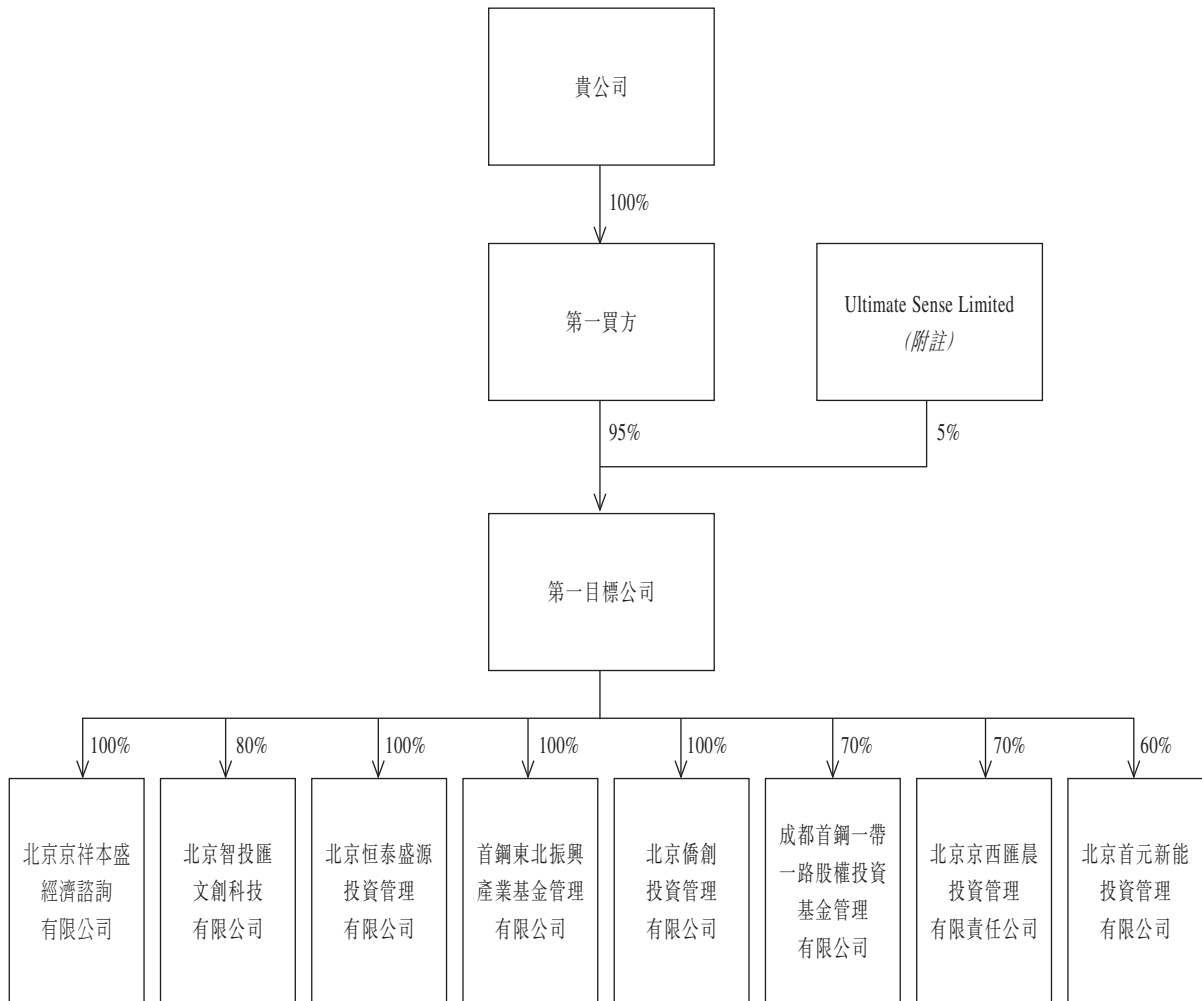 貴公司
100%
第一買方
Ultimate Sense Limited
(附註)
95%
5%
第一目標公司
100%
80%
100%
100%
100%
70%
70%
60%
北京京祥本盛
經濟諮詢
有限公司
北京智投匯
文創科技
有限公司
北京恒泰盛源
投資管理
有限公司
首鋼東北振興
產業基金管理
有限公司
北京僑創
投資管理
有限公司
成都首鋼一帶
一路股權投資
基金管理
有限公司
北京京西匯晨
投資管理
有限責任公司
北京首元新能
投資管理
有限公司